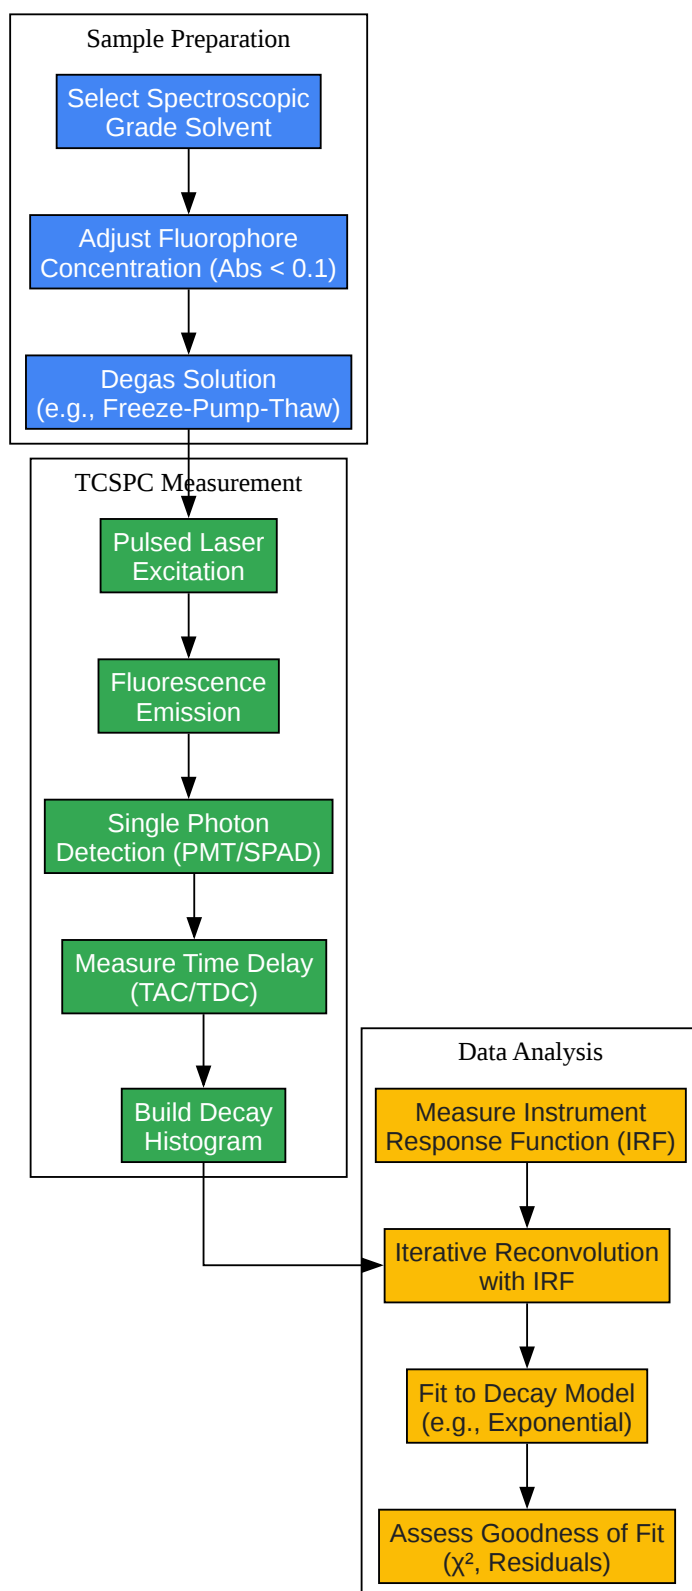 Sample Preparation
Select Spectroscopic
Grade Solvent
Adjust Fluorophore
Concentration (Abs < 0.1)
Degas Solution
(e.g., Freeze-Pump-Thaw)
TCSPC Measurement
Pulsed Laser
Excitation
Fluorescence
Emission
Single Photon
Detection (PMT/SPAD)
Measure Time Delay
(TAC/TDC)
Build Decay
Histogram
Data Analysis
Measure Instrument
Response Function (IRF)
Iterative Reconvolution
with IRF
Fit to Decay Model
(e.g., Exponential)
Assess Goodness of Fit
(χ², Residuals)